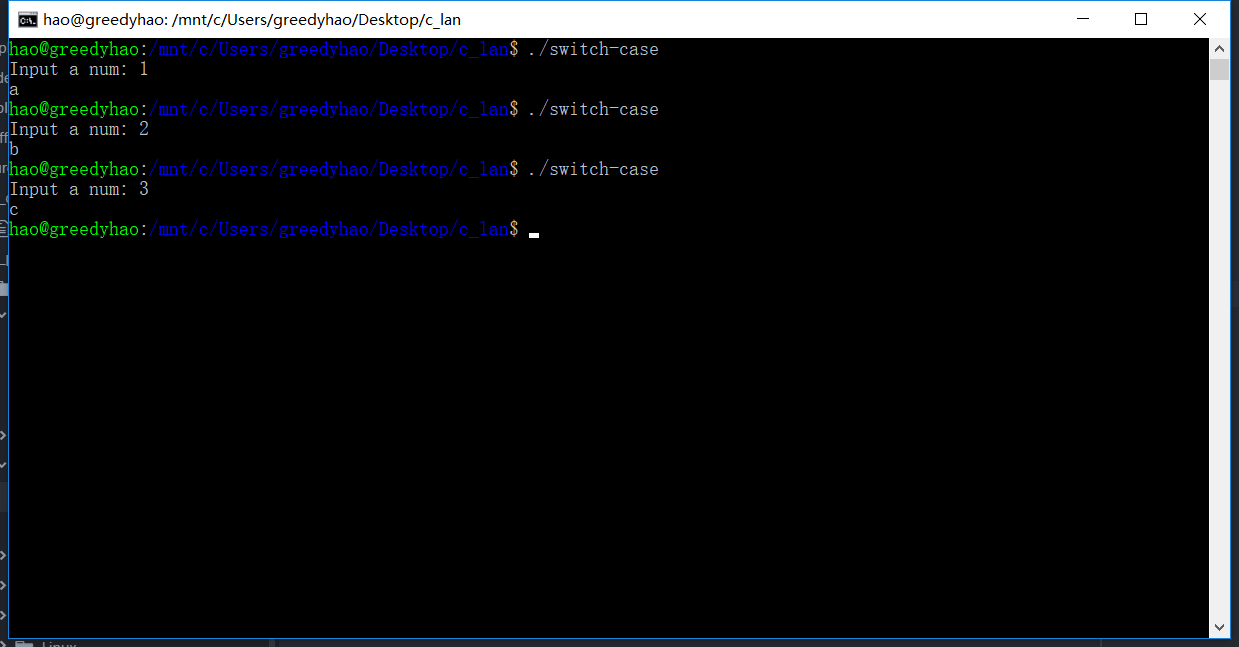 hao@greedyhao: /mnt/c/Users/greedyhao/Desktop/c_lan
hao@greedyhao:/mnt/c/Users/greedyhao/Desktop/c_lan$ ./switch-case
Input a num: 1
a
hao@greedyhao:/mnt/c/Users/greedyhao/Desktop/c_lan$ ./switch-case
Input a num: 2
b
hao@greedyhao:/mnt/c/Users/greedyhao/Desktop/c_lan$ ./switch-case
Input a num: 3
c
hao@greedyhao:/mnt/c/Users/greedyhao/Desktop/c_lan$